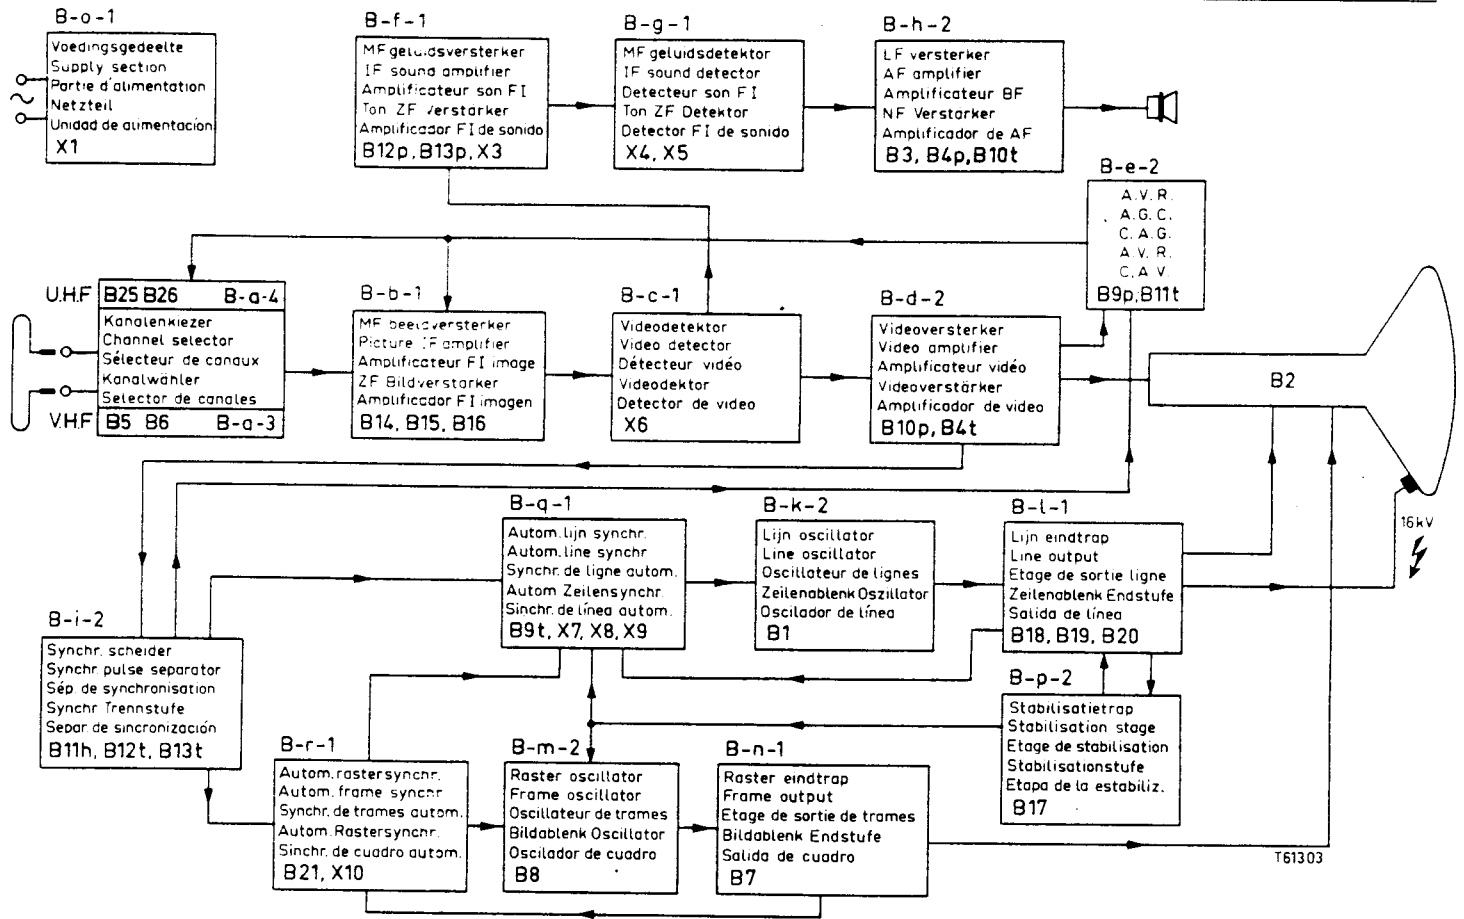 B-o-1
Voedingsgedeelte
Supply section
Partie d'alimentation
Netzteil
Unidad de alimentación
X1
B-f-1
MF geluidsversterker
IF sound amplifier
Amplificateur son FI
Ton ZF Verstarker
Amplificador FI de sonido
B12p, B13p, X3
B-g-1
MF geluidsdetektor
IF sound detector
Detecteur son FI
Ton ZF Detektor
Detector FI de sonido
X4, X5
B-h-2
LF versterker
AF amplifier
Amplificateur BF
NF Verstarker
Amplificador de AF
B3, B4p, B10t
B-e-2
A.V.R.
A.G.C.
C.A.G.
A.V.R.
C.A.V.
B9p, B11t
U.H.F
B25 B26 B-a-4
Kanalenkiezer
Channel selector
Sélecteur de canaux
Kanalwähler
Selector de canales
V.H.F
B5 B6 B-a-3
B-b-1
MF beeldversterker
Picture IF amplifier
Amplificateur FI image
ZF Bildverstarker
Amplificador FI imagen
B14, B15, B16
B-c-1
Videodetektor
Video detector
Détecteur vidéo
Videodektor
Detector de video
X6
B-d-2
Videoversterker
Video amplifier
Amplificateur vidéo
Videoverstärker
Amplificador de video
B10p, B4t
B2
16kV
B-q-1
Autom. lijn synchr.
Autom. line synchr
Synchr. de ligne autom.
Autom Zeilensynchr.
Sinchr. de línea autom.
B9t, X7, X8, X9
B-k-2
Lijn oscillator
Line oscillator
Oscillateur de lignes
Zeilenablenk Oszillator
Oscilador de línea
B1
B-l-1
Lijn eindtrap
Line output
Etage de sortie ligne
Zeilenablenk Endstufe
Salida de línea
B18, B19, B20
B-i-2
Synchr. scheider
Synchr. pulse separator
Sép. de synchronisation
Synchr Trennstufe
Separ. de sincronización
B11h, B12t, B13t
B-p-2
Stabilisatietrap
Stabilisation stage
Etage de stabilisation
Stabilisationstufe
Etapa de la estabiliz.
B17
B-r-1
Autom. rastersynchr.
Autom. frame synchr
Synchr. de trames autom.
Autom. Rastersynchr.
Sinchr. de cuadro autom.
B21, X10
B-m-2
Raster oscillator
Frame oscillator
Oscillateur de trames
Bildablenk Oscillator
Oscilador de cuadro
B8
B-n-1
Raster eindtrap
Frame output
Etage de sortie de trames
Bildablenk Endstufe
Salida de cuadro
B7
T61303